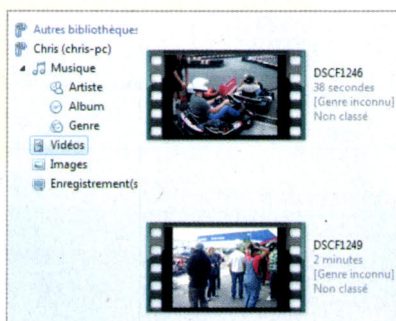 Autres bibliothèques
Chris (chris-pc)
Musique
Artiste
Album
Genre
Vidéos
Images
Enregistrement(s
DSCF1246
38 secondes
[Genre inconnu]
Non classé
DSCF1249
2 minutes
[Genre inconnu]
Non classé